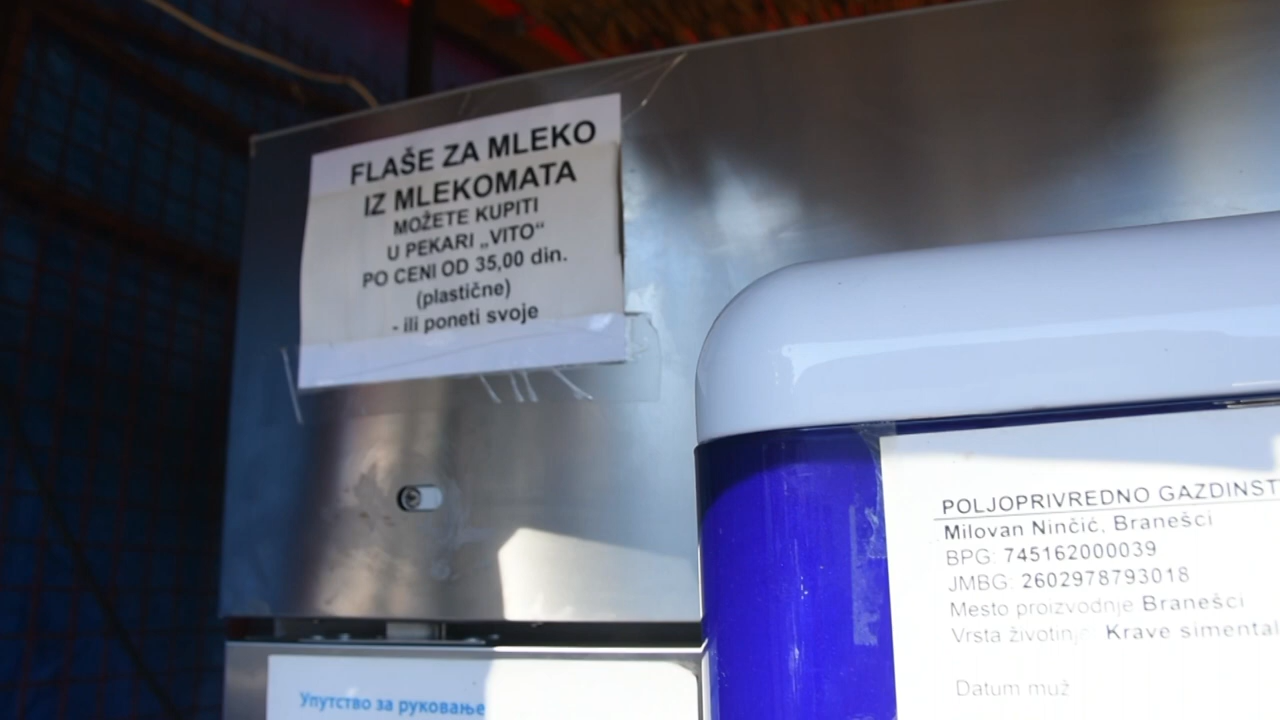 FLAŠE ZA MLEKO
IZ MLEKOMATA
MOŽETE KUPITI
U PEKARI „VITO“
PO CENI OD 35,00 din.
(plastične)
- ili poneti svoje
POLJOPRIVREDNO GAZDINST
Milovan Ninčić, Branešci
BPG: 745162000039
JMBG: 2602978793018
Mesto proizvodnje Branešci
Vrsta životinje Krave simental
Datum muž
Упутство за руковање